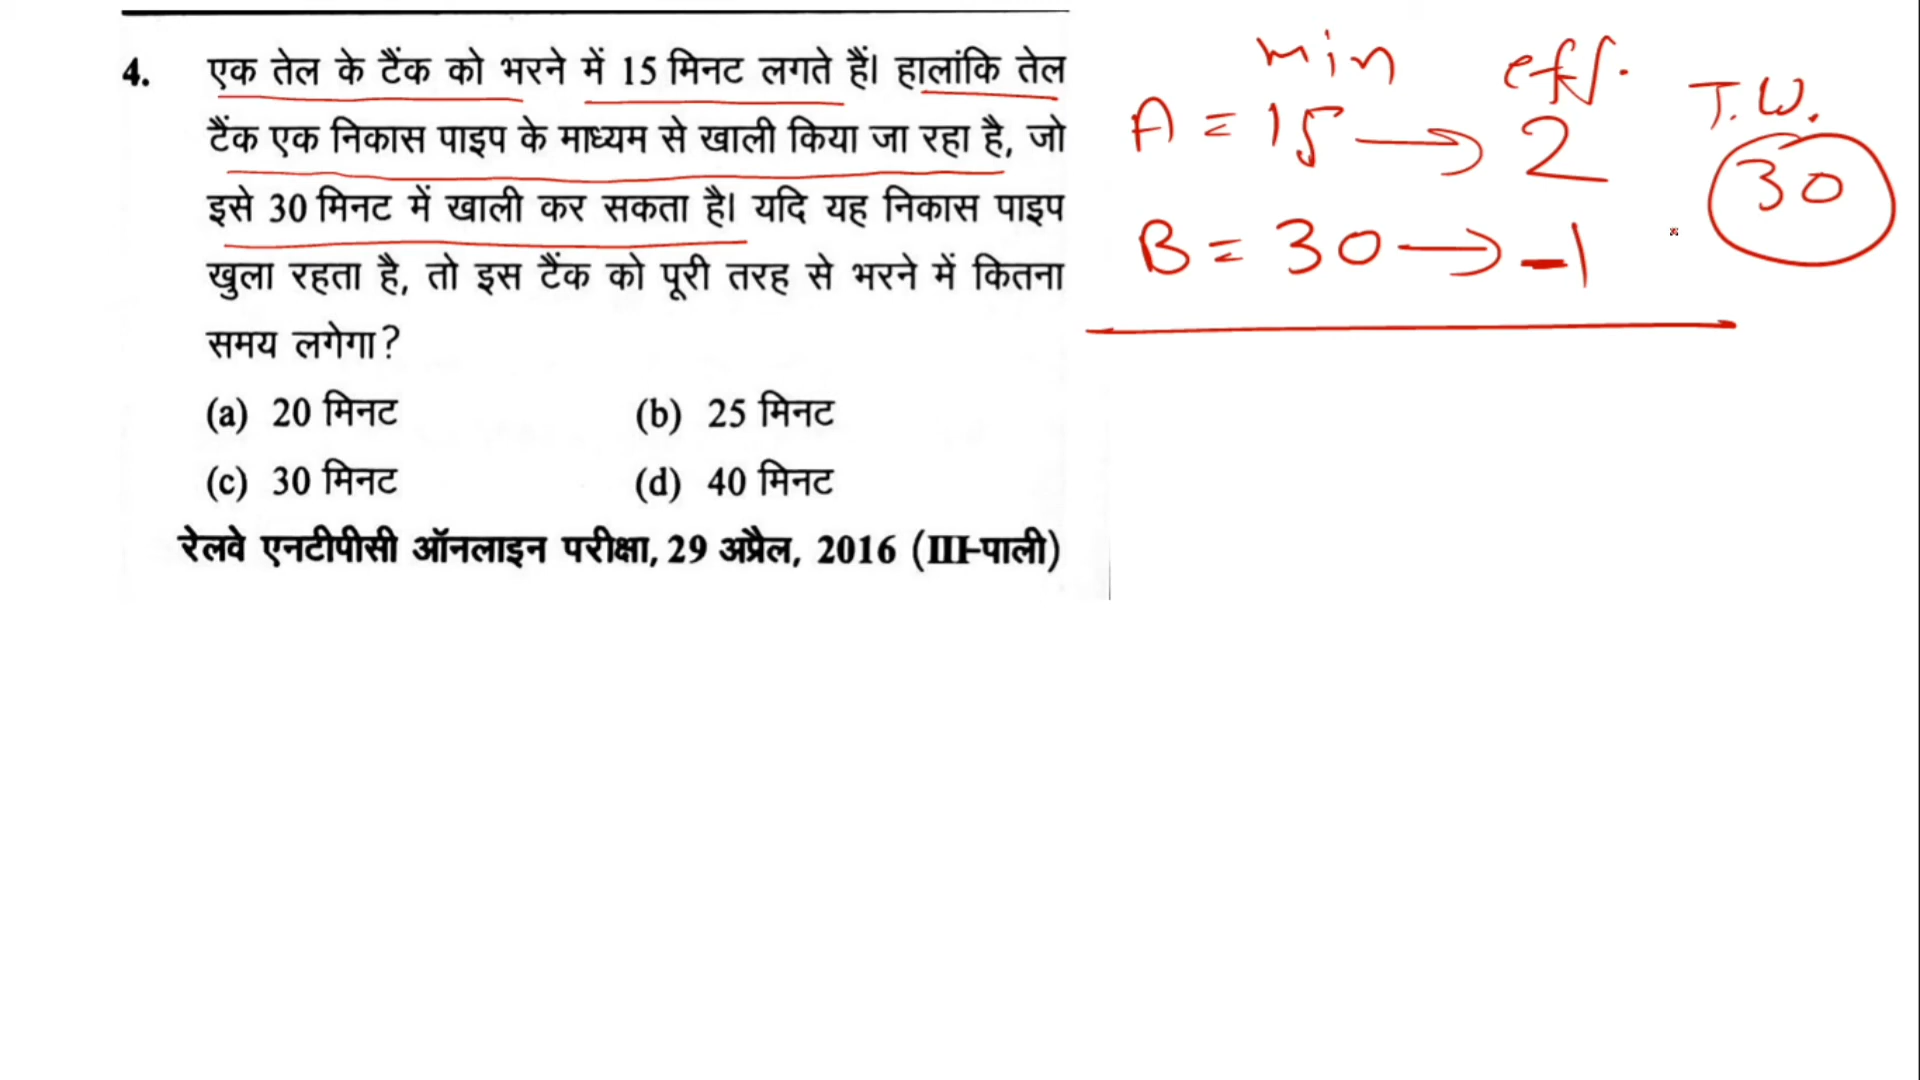 4. एक तेल के टैंक को भरने में 15 मिनट लगते हैं। हालांकि तेल
टैंक एक निकास पाइप के माध्यम से खाली किया जा रहा है, जो
इसे 30 मिनट में खाली कर सकता है। यदि यह निकास पाइप
खुला रहता है, तो इस टैंक को पूरी तरह से भरने में कितना
समय लगेगा?
(a) 20 मिनट (b) 25 मिनट
(c) 30 मिनट (d) 40 मिनट
रेलवे एनटीपीसी ऑनलाइन परीक्षा, 29 अप्रैल, 2016 (III-पाली)
min eff. T.W.
A = 15 → 2 30
B = 30 → -1